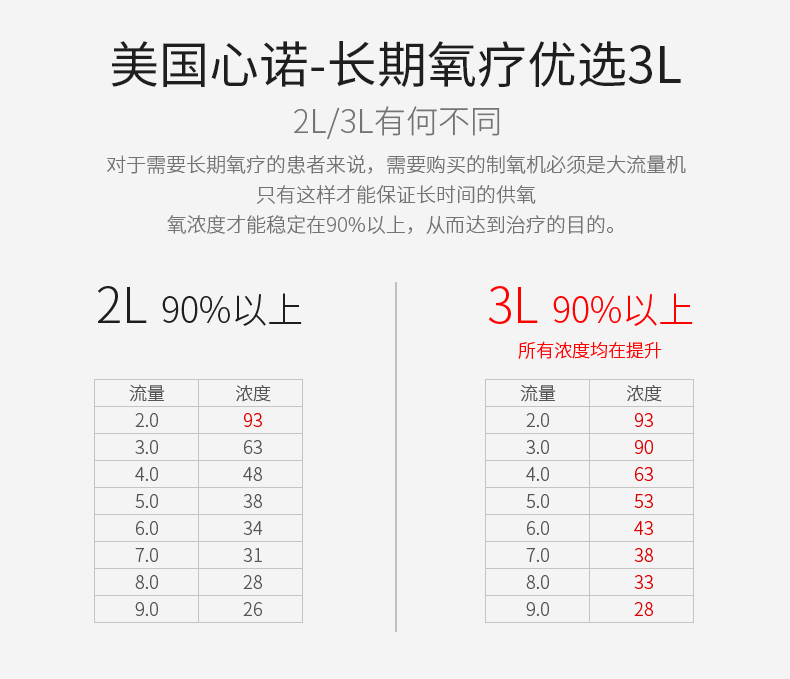 美国心诺-长期氧疗优选3L
2L/3L有何不同
对于需要长期氧疗的患者来说，需要购买的制氧机必须是大流量机
只有这样才能保证长时间的供氧
氧浓度才能稳定在90%以上，从而达到治疗的目的。
2L 90%以上
流量 浓度
2.0 93
3.0 63
4.0 48
5.0 38
6.0 34
7.0 31
8.0 28
9.0 26
3L 90%以上
所有浓度均在提升
流量 浓度
2.0 93
3.0 90
4.0 63
5.0 53
6.0 43
7.0 38
8.0 33
9.0 28